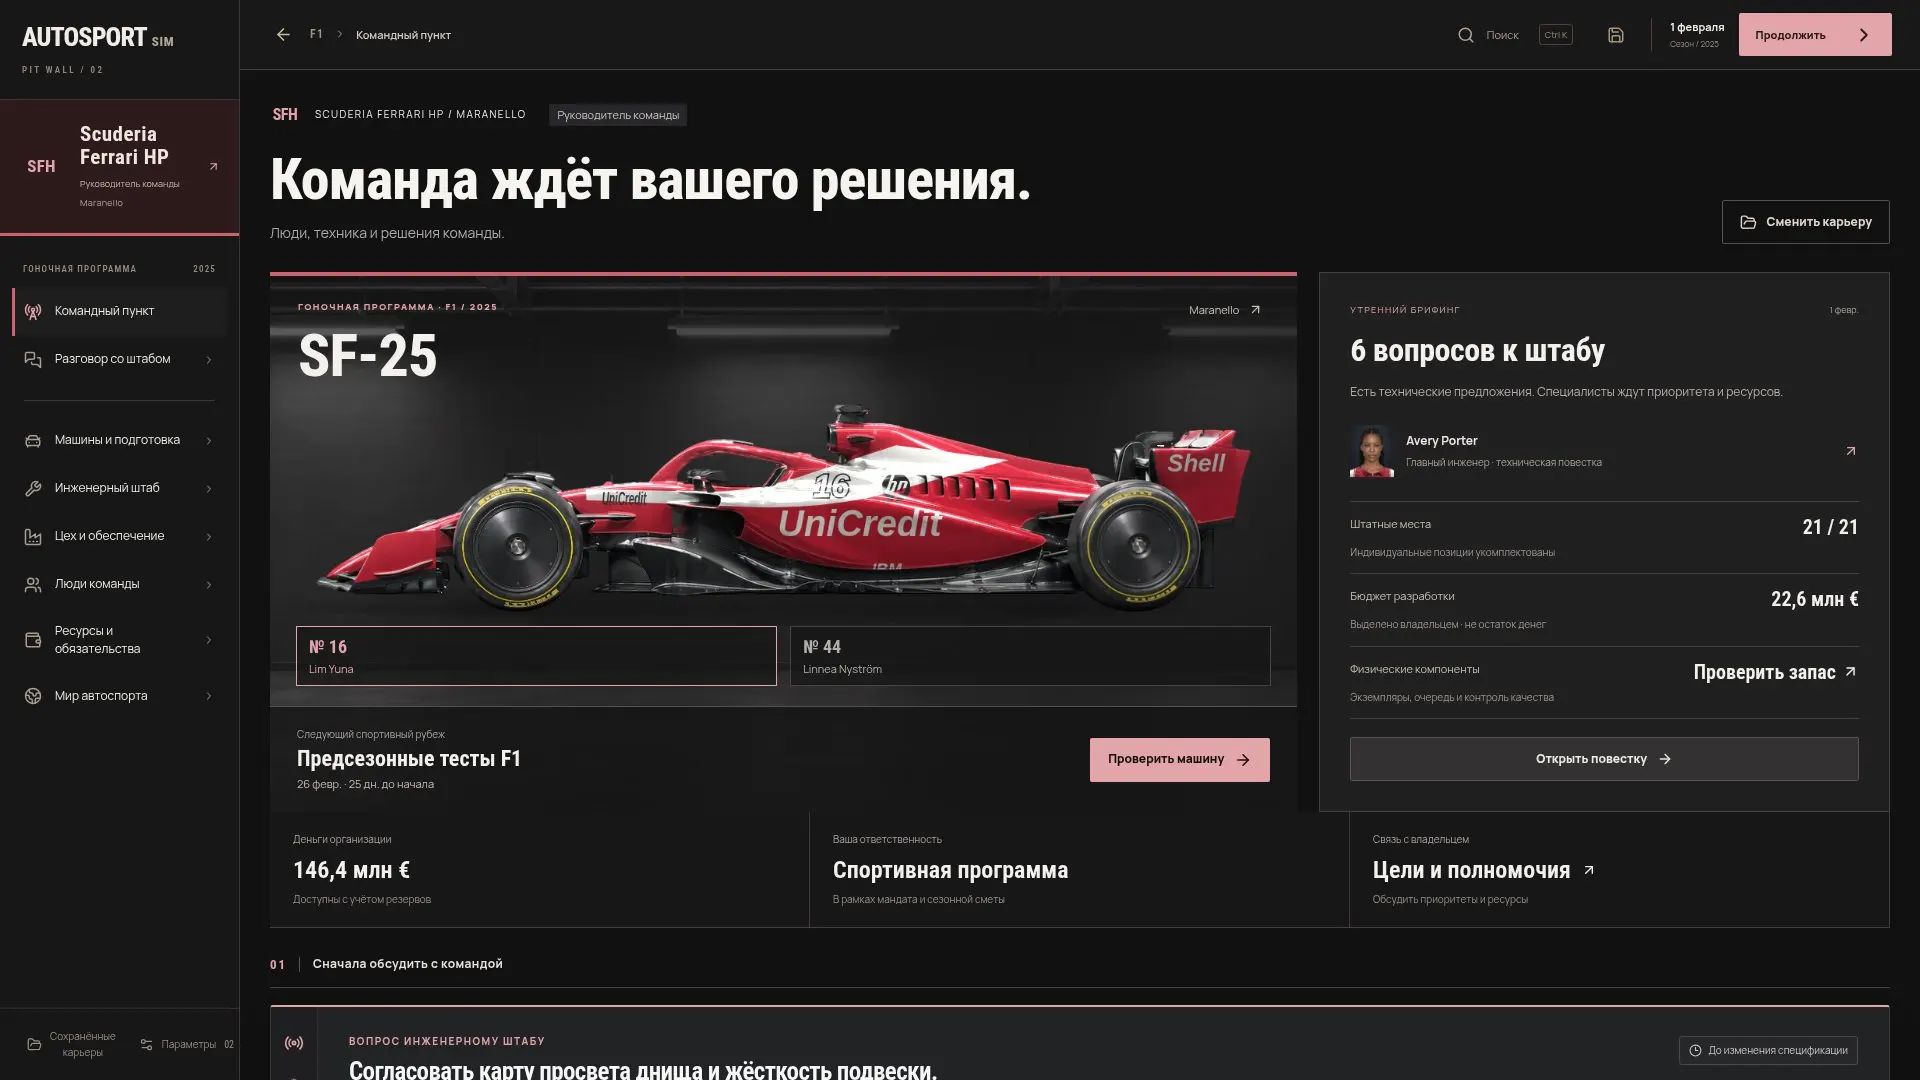 AUTOSPORT SIM
PIT WALL / 02
SFH
Scuderia
Ferrari HP
Руководитель команды
Maranello
ГОНОЧНАЯ ПРОГРАММА 2025
Командный пункт
Разговор со штабом
Машины и подготовка
Инженерный штаб
Цех и обеспечение
Люди команды
Ресурсы и
обязательства
Мир автоспорта
Сохранённые
карьеры
Параметры 02
F1 Командный пункт
Поиск Ctrl K
1 февраля
Сезон / 2025
Продолжить
SFH SCUDERIA FERRARI HP / MARANELLO Руководитель команды
Команда ждёт вашего решения.
Люди, техника и решения команды.
Сменить карьеру
ГОНОЧНАЯ ПРОГРАММА · F1 / 2025
Maranello
SF-25
Shell
UniCredit
16
hp
UniCredit
IBM
№ 16
Lim Yuna
№ 44
Linnea Nyström
Следующий спортивный рубеж
Предсезонные тесты F1
26 февр. · 25 дн. до начала
Проверить машину
УТРЕННИЙ БРИФИНГ 1 февр.
6 вопросов к штабу
Есть технические предложения. Специалисты ждут приоритета и ресурсов.
Avery Porter
Главный инженер · техническая повестка
Штатные места 21 / 21
Индивидуальные позиции укомплектованы
Бюджет разработки 22,6 млн €
Выделено владельцем · не остаток денег
Физические компоненты Проверить запас
Экземпляры, очередь и контроль качества
Открыть повестку
Деньги организации
146,4 млн €
Доступны с учётом резервов
Ваша ответственность
Спортивная программа
В рамках мандата и сезонной сметы
Связь с владельцем
Цели и полномочия
Обсудить приоритеты и ресурсы
01 Сначала обсудить с командой
ВОПРОС ИНЖЕНЕРНОМУ ШТАБУ
До изменения спецификации
Согласовать карту просвета днища и жёсткость подвески.